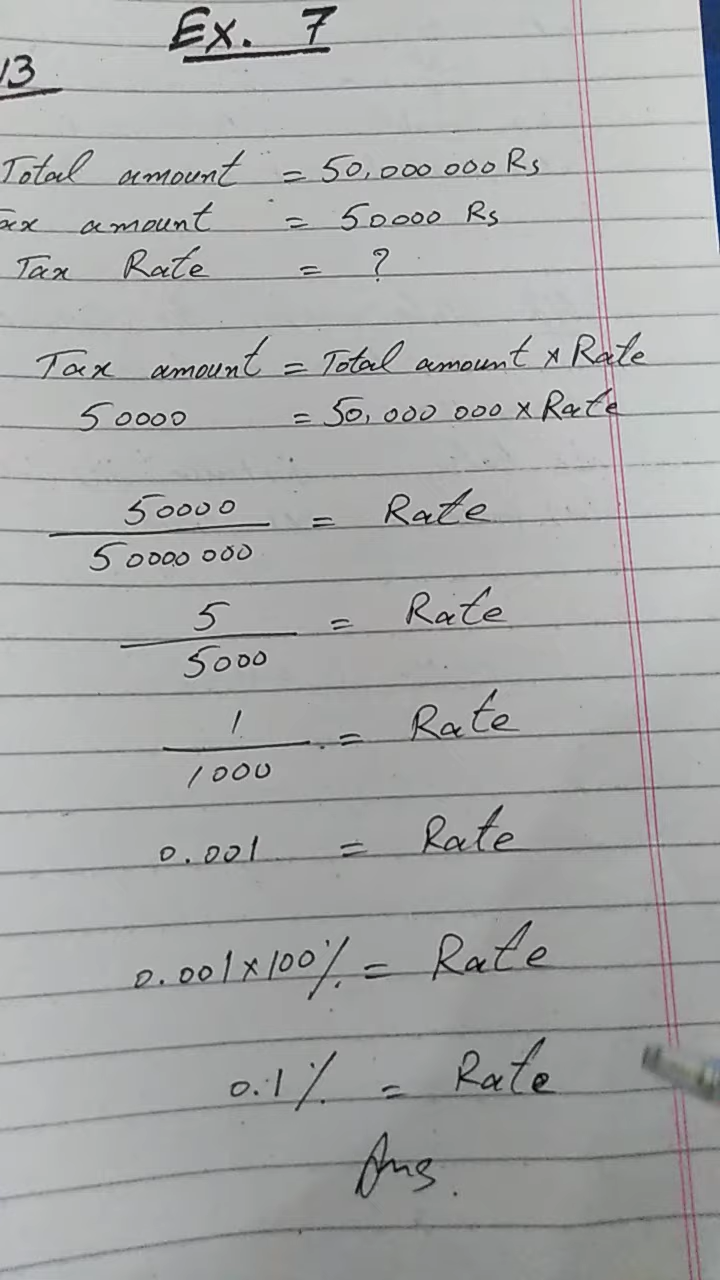 Ex. 7
13
Total amount = 50,000 000 Rs
ax amount = 50000 Rs
Tax Rate = ?
Tax amount = Total amount x Rate
50000 = 50,000 000 x Rate
50000
= Rate
50000 000
5
= Rate
5000
1
= Rate
1000
0.001 = Rate
0.001 x 100% = Rate
0.1% = Rate
Ans.